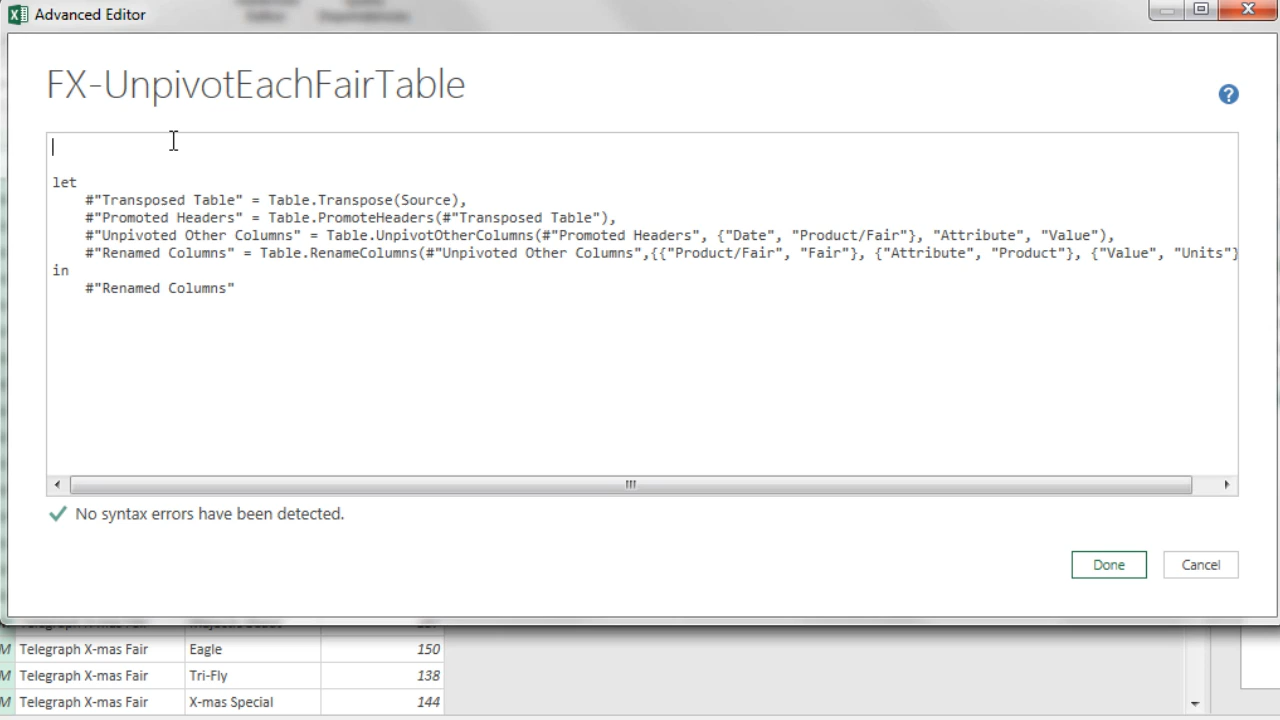 Advanced Editor
FX-UnpivotEachFairTable
let
#"Transposed Table" = Table.Transpose(Source),
#"Promoted Headers" = Table.PromoteHeaders(#"Transposed Table"),
#"Unpivoted Other Columns" = Table.UnpivotOtherColumns(#"Promoted Headers", {"Date", "Product/Fair"}, "Attribute", "Value"),
#"Renamed Columns" = Table.RenameColumns(#"Unpivoted Other Columns",{{"Product/Fair", "Fair"}, {"Attribute", "Product"}, {"Value", "Units"}
in
#"Renamed Columns"
No syntax errors have been detected.
Done Cancel
M Telegraph X-mas Fair Eagle 150
M Telegraph X-mas Fair Tri-Fly 138
M Telegraph X-mas Fair X-mas Special 144